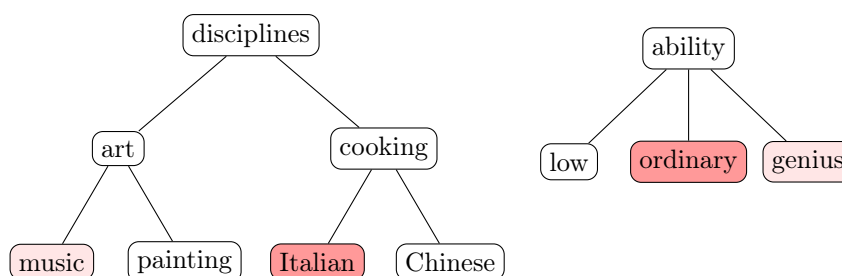 disciplines
ability
art
cooking
low
ordinary
genius
music
painting
Italian
Chinese